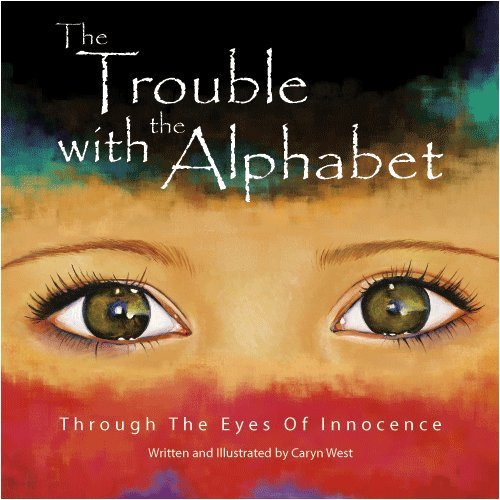 The
Trouble
with the
Alphabet
Through The Eyes Of Innocence
Written and Illustrated by Caryn West